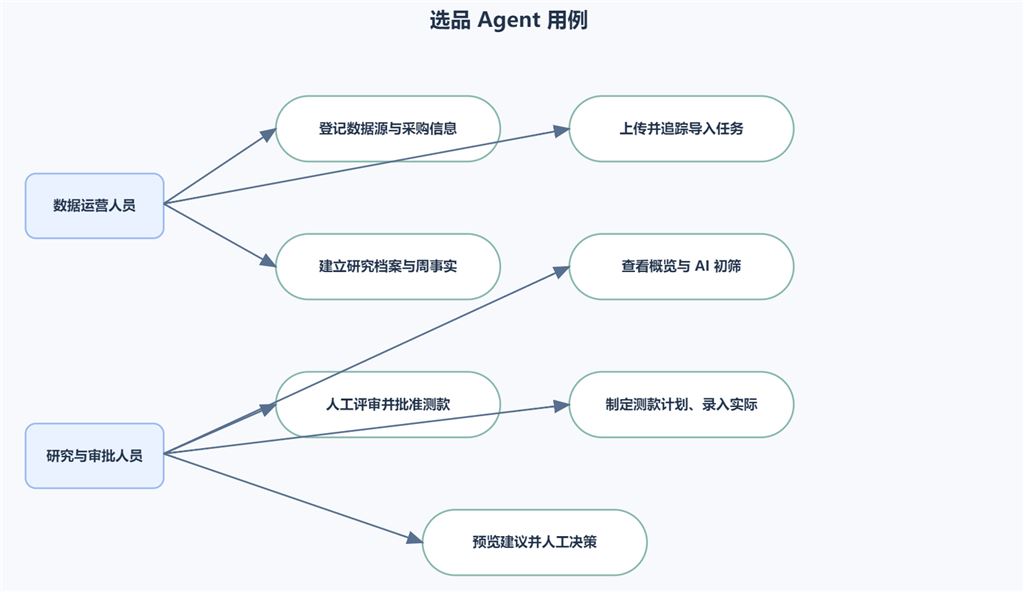 选品 Agent 用例
登记数据源与采购信息
上传并追踪导入任务
数据运营人员
建立研究档案与周事实
查看概览与 AI 初筛
人工评审并批准测款
制定测款计划、录入实际
研究与审批人员
预览建议并人工决策